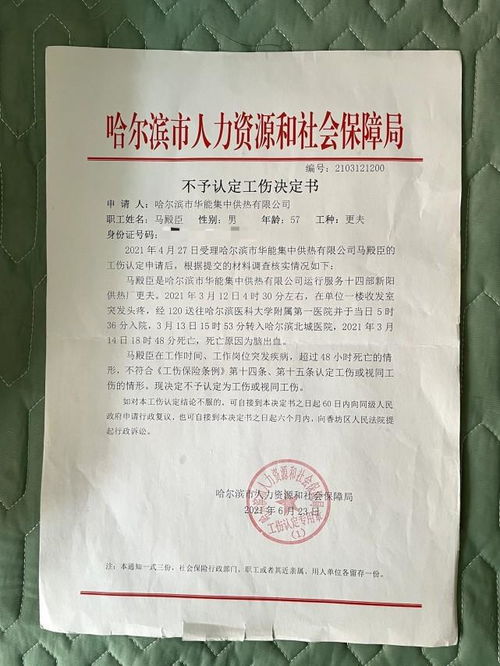 哈尔滨市人力资源和社会保障局
编号:2103121200
不予认定工伤决定书
申请人:哈尔滨市华能集中供热有限公司
职工姓名:马殿臣 性别:男 年龄:57 工种:更夫
身份证号码:
2021年4月27日受理哈尔滨市华能集中供热有限公司马殿臣的
工伤认定申请后,根据提交的材料调查核实情况如下:
马殿臣是哈尔滨市华能集中供热有限公司运行服务十四部新阳
供热厂更夫。2021年3月12日4时30分左右,在单位一楼收发室
突发头疼,经120送往哈尔滨医科大学附属第一医院并于当日5时
36分入院,3月13日15时53分转入哈尔滨北城医院,2021年3月
14日18时48分死亡,死亡原因为脑出血。
马殿臣在工作时间、工作岗位突发疾病,超过48小时死亡的情
形,不符合《工伤保险条例》第十四条、第十五条认定工伤或视同工
伤的情形,现决定不予认定为工伤或视同工伤。
如对本工伤认定结论不服的,可自接到本决定书之日起60日内向同级人民
政府申请行政复议,也可自接到本决定书之日起六个月内,向香坊区人民法院提
起行政诉讼。
哈尔滨市人力资源和社会保障局
2021年6月23日
哈尔滨市人力资源和社会保障局
工伤认定专用章
(1)
注:本通知一式三份,社会保险行政部门、职工或者其近亲属、用人单位各留存一份。